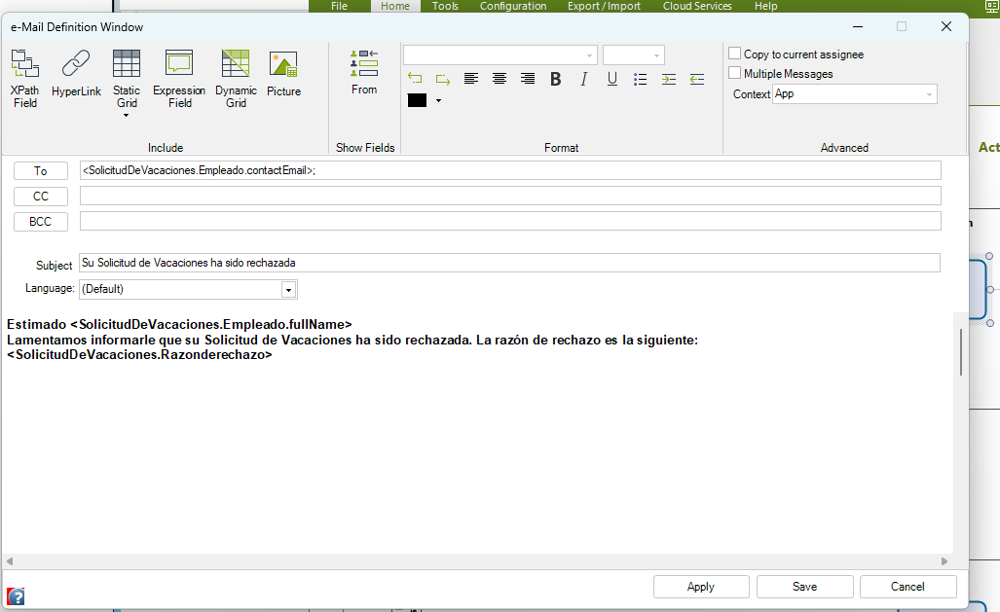 File Home Tools Configuration Export / Import Cloud Services Help
e-Mail Definition Window
XPath Field
HyperLink
Static Grid
Expression Field
Dynamic Grid
Picture
Include
From
Show Fields
B I U
Format
Copy to current assignee
Multiple Messages
Context App
Advanced
Act
To <SolicitudDeVacaciones.Empleado.contactEmail>;
CC
BCC
Subject Su Solicitud de Vacaciones ha sido rechazada
Language: (Default)
Estimado <SolicitudDeVacaciones.Empleado.fullName>
Lamentamos informarle que su Solicitud de Vacaciones ha sido rechazada. La razón de rechazo es la siguiente:
<SolicitudDeVacaciones.Razonderechazo>
?
Apply Save Cancel